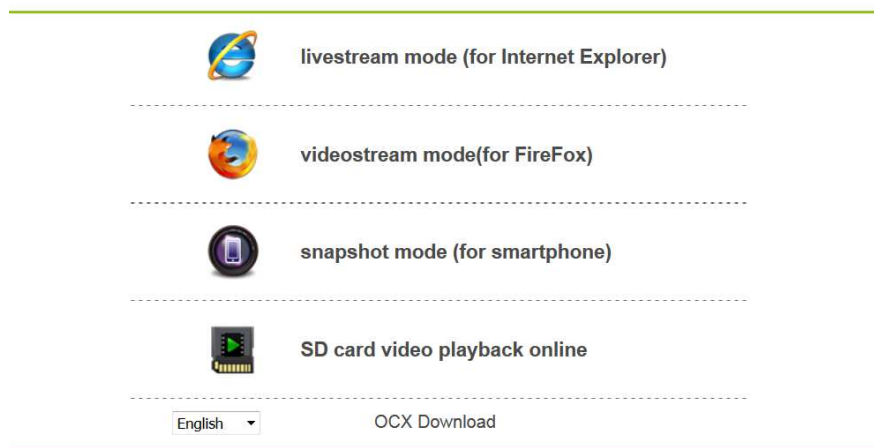 livestream mode (for Internet Explorer)
videostream mode(for FireFox)
snapshot mode (for smartphone)
SD card video playback online
English OCX Download